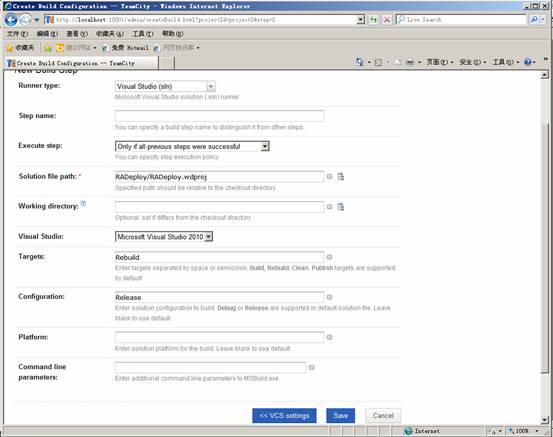 Create Build Configuration -- TeamCity - Windows Internet Explorer
http://localhost:10001/admin/createBuild.html?projectId=project2&step=2
Live Search
文件(F) 编辑(E) 查看(V) 收藏夹(A) 工具(T) 帮助(H)
收藏夹 建议网站 免费 Hotmail 网页快讯库
Create Build Configuration -- TeamCity
页面(P) 安全(S) 工具(O)
New Build Step
Runner type: Visual Studio (sln)
Microsoft Visual Studio solution (.sln) runner
Step name:
You can specify a build step name to distinguish it from other steps.
Execute step: Only if all previous steps were successful
You can specify step execution policy
Solution file path: * RADeploy/RADeploy.wdproj
Specified path should be relative to the checkout directory.
Working directory: ?
Optional, set if differs from the checkout directory.
Visual Studio: Microsoft Visual Studio 2010
Targets: Rebuild
Enter targets separated by space or semicolon. Build, Rebuild, Clean, Publish targets are supported
by default
Configuration: Release
Enter solution configuration to build. Debug or Release are supported in default solution file. Leave
blank to use default
Platform:
Enter solution platform for the build. Leave blank to use default
Command line
parameters:
Enter additional command line parameters to MSBuild.exe.
<< VCS settings Save Cancel
Internet 100%